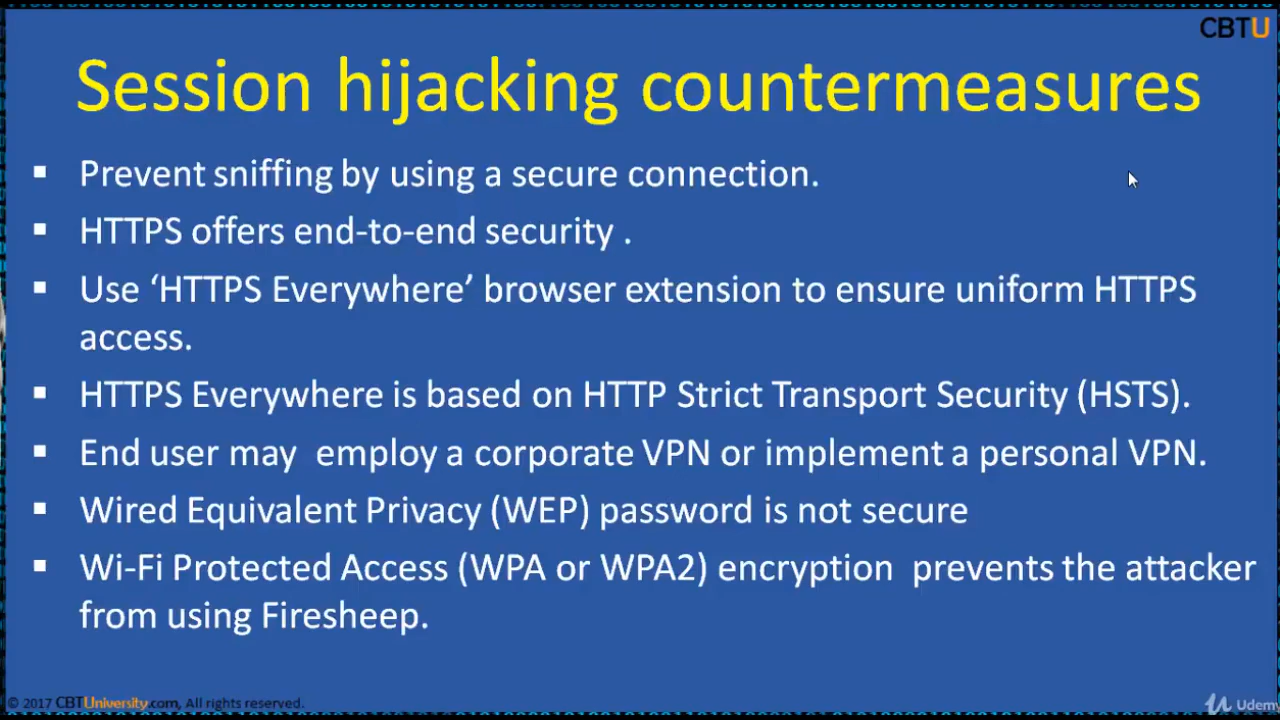 CBTU
Session hijacking countermeasures
▪ Prevent sniffing by using a secure connection.
▪ HTTPS offers end-to-end security .
▪ Use ‘HTTPS Everywhere’ browser extension to ensure uniform HTTPS
access.
▪ HTTPS Everywhere is based on HTTP Strict Transport Security (HSTS).
▪ End user may  employ a corporate VPN or implement a personal VPN.
▪ Wired Equivalent Privacy (WEP) password is not secure
▪ Wi-Fi Protected Access (WPA or WPA2) encryption  prevents the attacker
from using Firesheep.
© 2017 CBTUniversity.com, All rights reserved.
Udemy